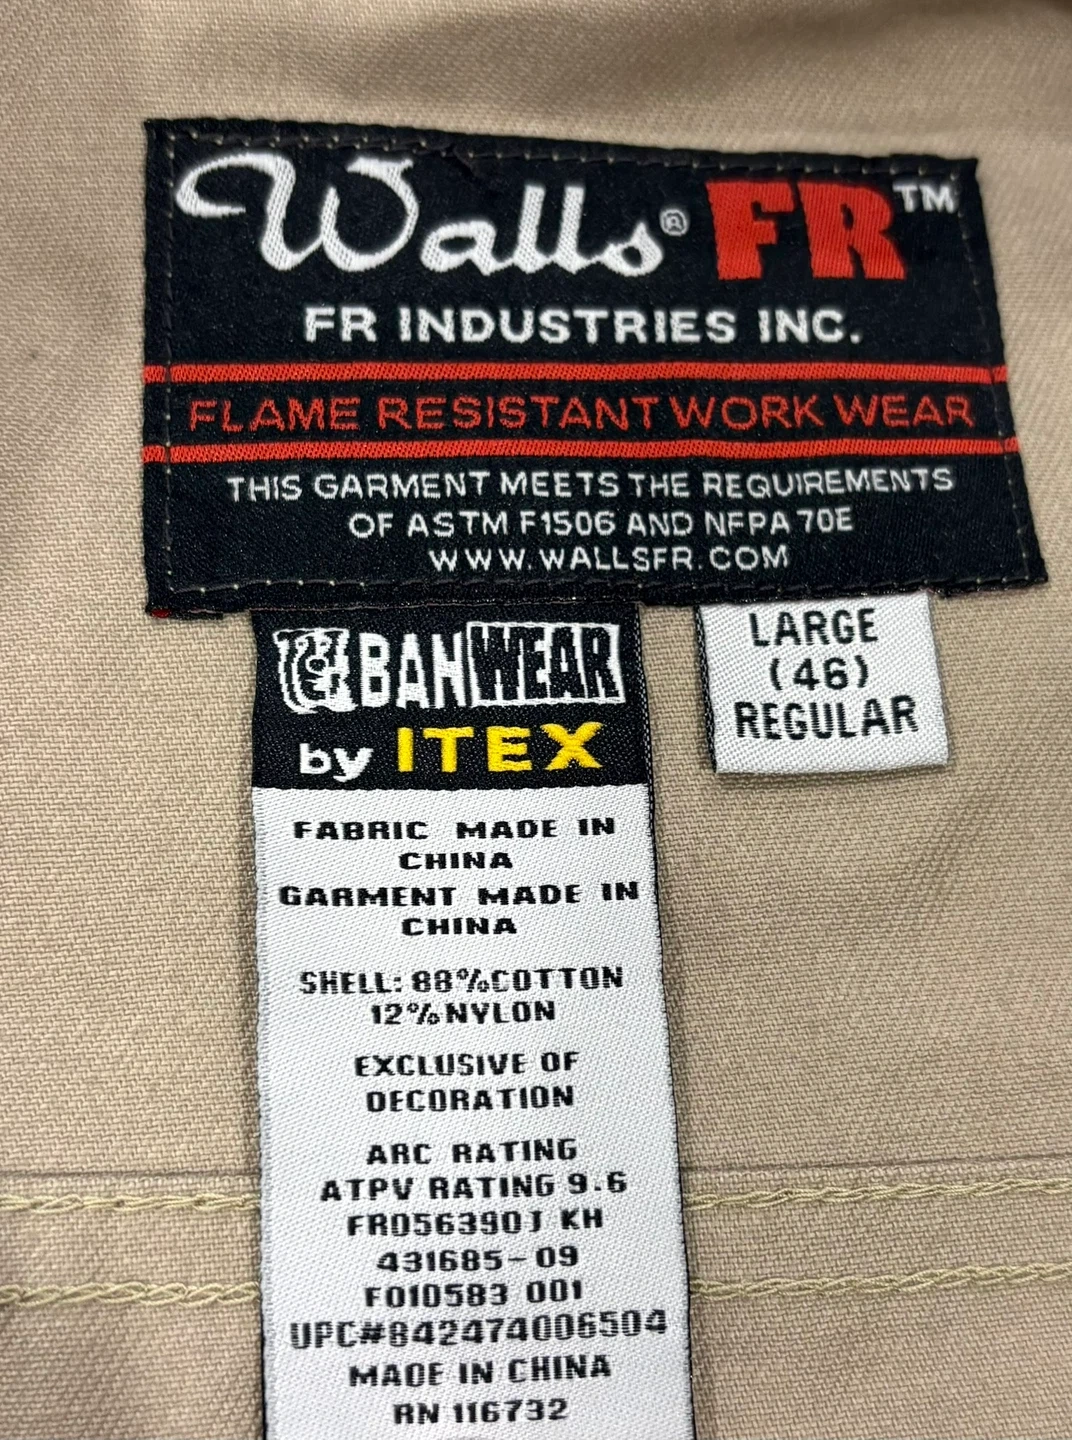 Walls® FR™
FR INDUSTRIES INC.
FLAME RESISTANT WORK WEAR
THIS GARMENT MEETS THE REQUIREMENTS
OF ASTM F1506 AND NFPA 70E
WWW.WALLSFR.COM
LARGE
(46)
REGULAR
BANWEAR
by ITEX
FABRIC MADE IN
CHINA
GARMENT MADE IN
CHINA
SHELL: 88%COTTON
12%NYLON
EXCLUSIVE OF
DECORATION
ARC RATING
ATPV RATING 9.6
FRO56390J KH
431685-09
F010583 001
UPC#842474006504
MADE IN CHINA
RN 116732